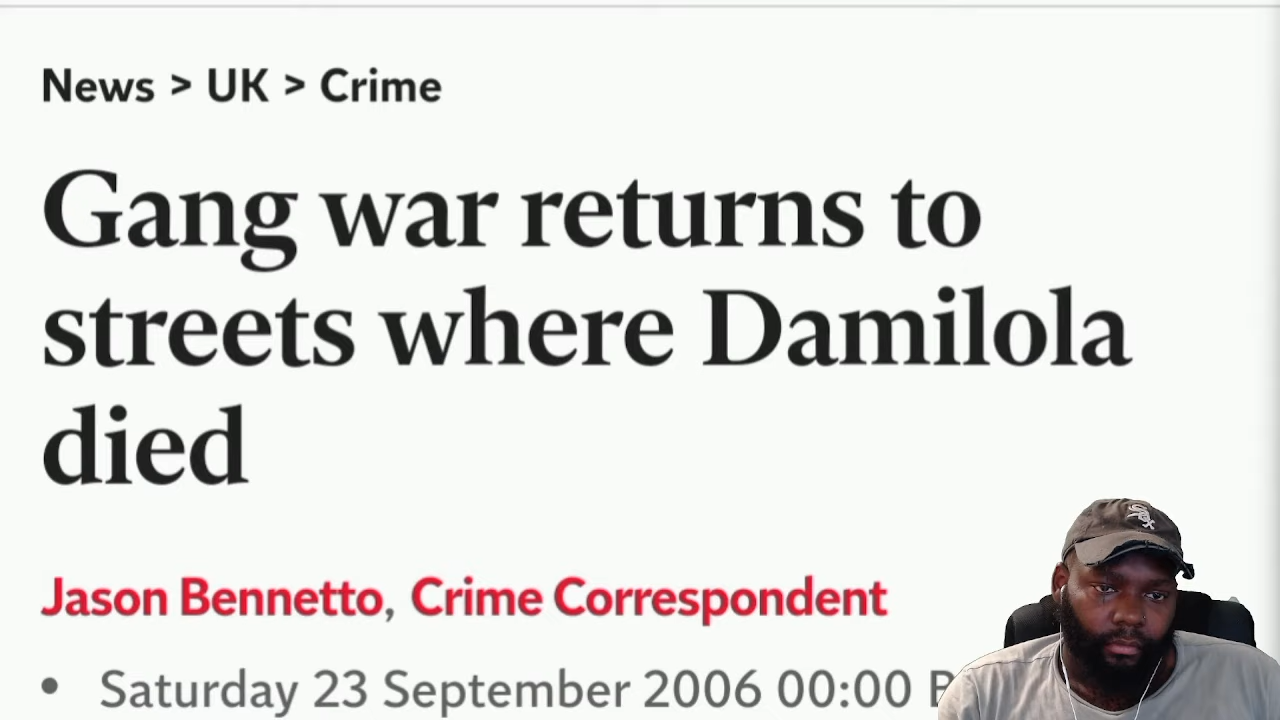 News > UK > Crime
Gang war returns to
streets where Damilola
died
Jason Bennetto, Crime Correspondent
• Saturday 23 September 2006 00:00 B
Sox